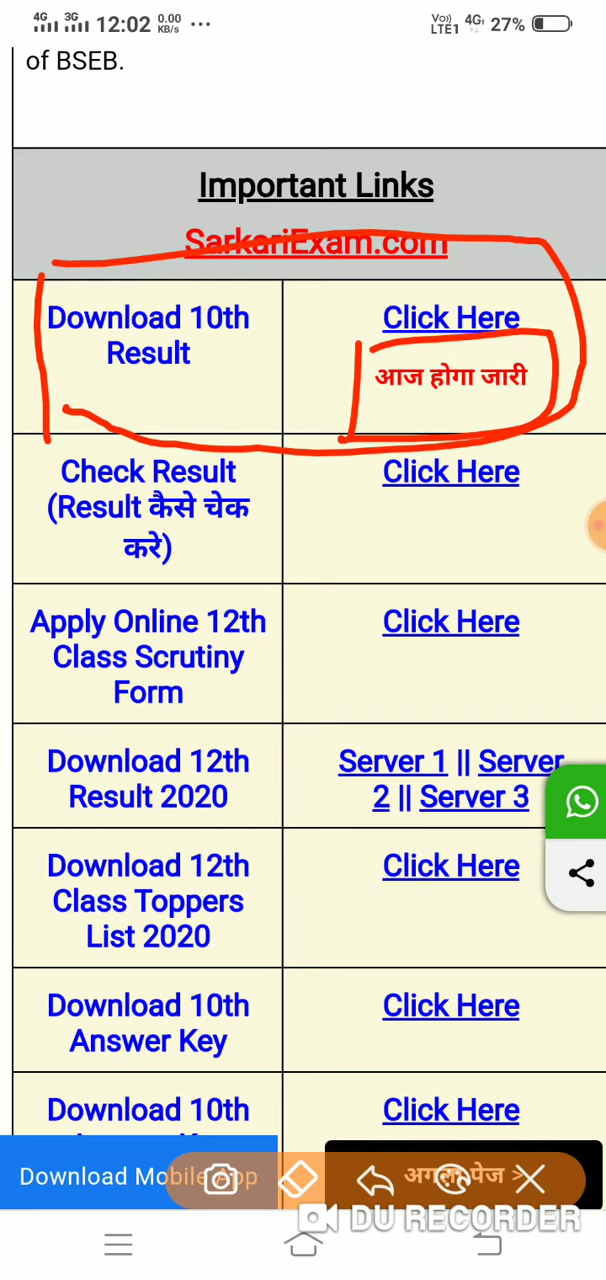 4G 3G 12:02 0.00 KB/s ... Vo)) LTE1 4G 27%
of BSEB.
Important Links
SarkariExam.com
Download 10th Result
Click Here
आज होगा जारी
Check Result
(Result कैसे चेक
करे)
Click Here
Apply Online 12th
Class Scrutiny
Form
Click Here
Download 12th
Result 2020
Server 1 || Server
2 || Server 3
Download 12th
Class Toppers
List 2020
Click Here
Download 10th
Answer Key
Click Here
Download 10th
Click Here
Download Mobile App
अगला पेज >
DU RECORDER